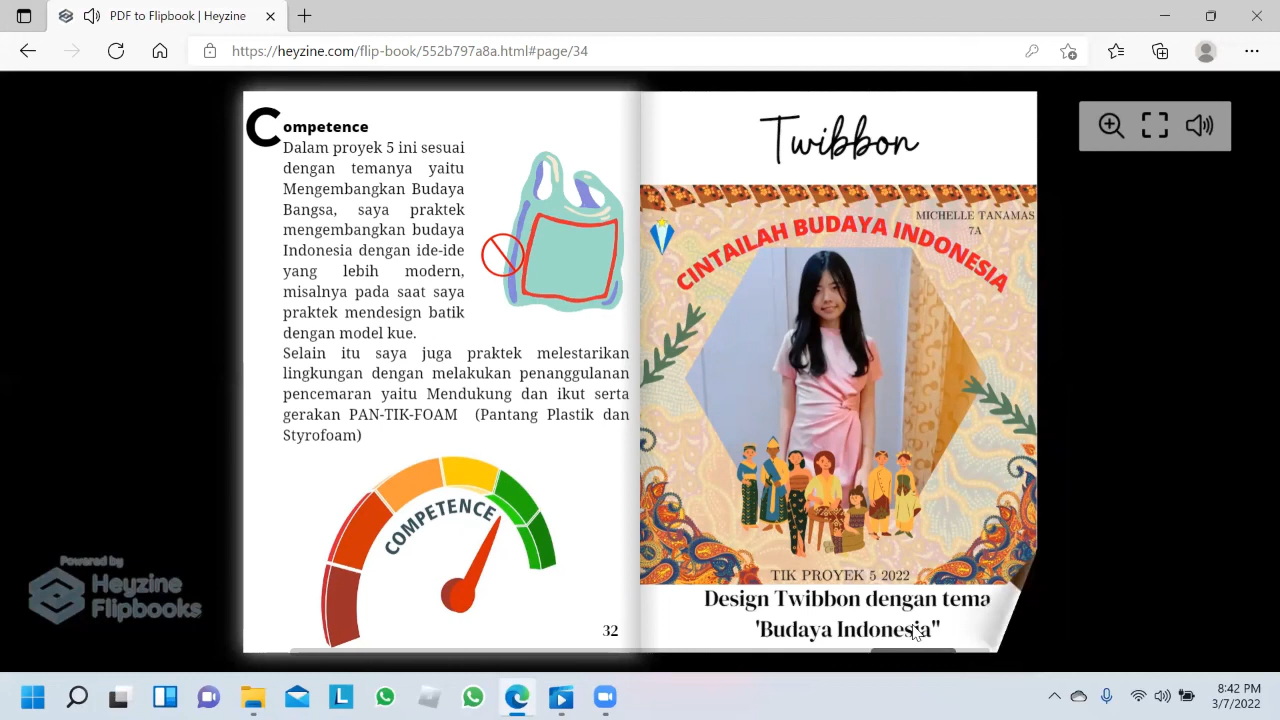 PDF to Flipbook | Heyzine
https://heyzine.com/flip-book/552b797a8a.html#page/34
Competence
Dalam proyek 5 ini sesuai
dengan temanya yaitu
Mengembangkan Budaya
Bangsa, saya praktek
mengembangkan budaya
Indonesia dengan ide-ide
yang lebih modern,
misalnya pada saat saya
praktek mendesign batik
dengan model kue.
Selain itu saya juga praktek melestarikan
lingkungan dengan melakukan penanggulanan
pencemaran yaitu Mendukung dan ikut serta
gerakan PAN-TIK-FOAM (Pantang Plastik dan
Styrofoam)
COMPETENCE
32
Twibbon
MICHELLE TANAMAS
7A
CINTAILAH BUDAYA INDONESIA
TIK PROYEK 5 2022
Design Twibbon dengan tema
'Budaya Indonesia"
Powered by
Heyzine
Flipbooks
L
8:42 PM
3/7/2022